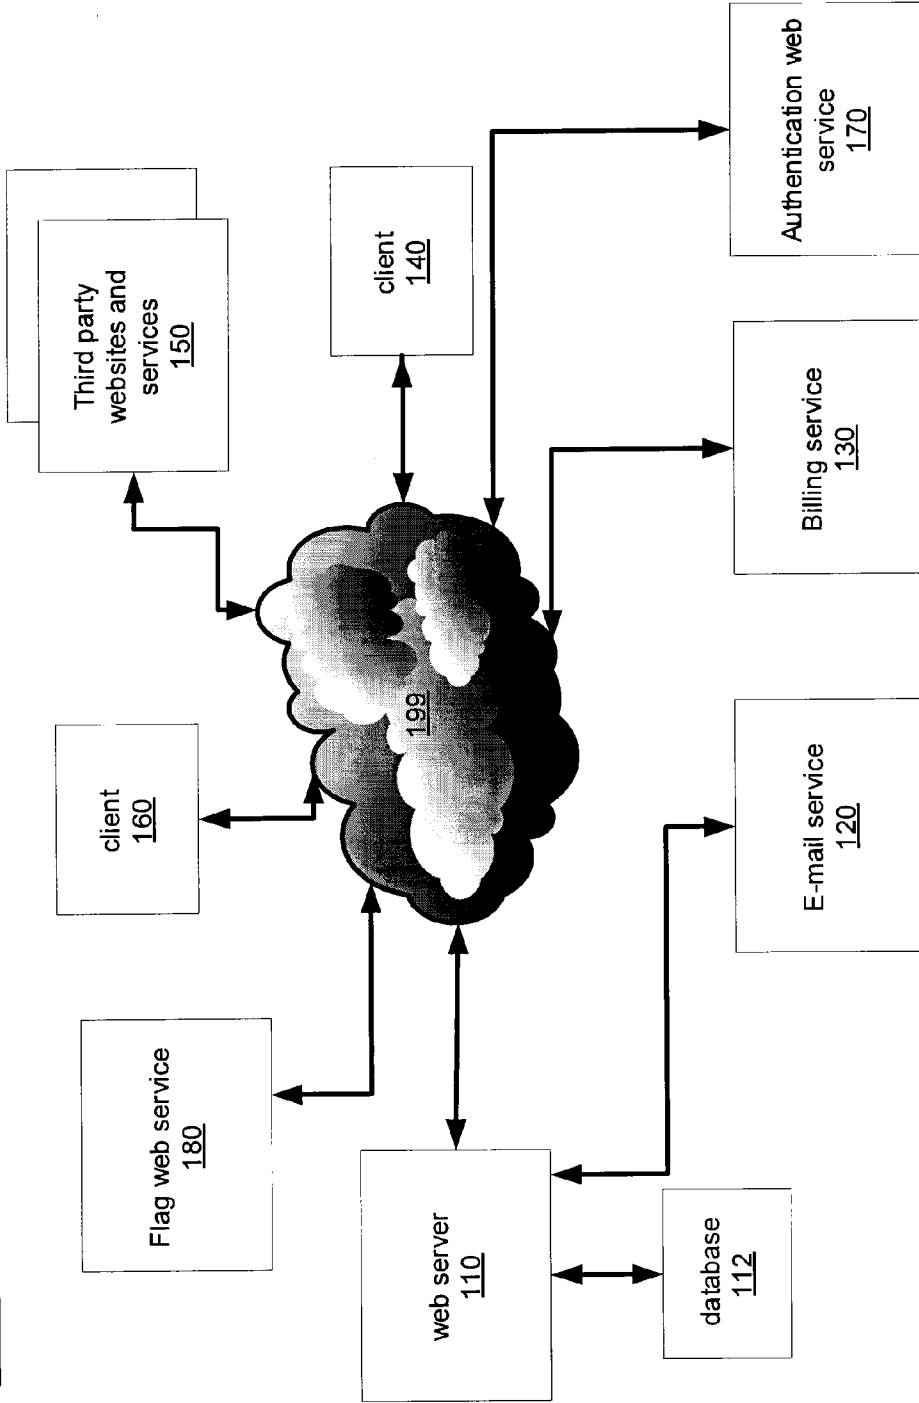 Flag web service
180
client
160
Third party
websites and
services
150
web server
110
199
client
140
database
112
E-mail service
120
Billing service
130
Authentication web
service
170